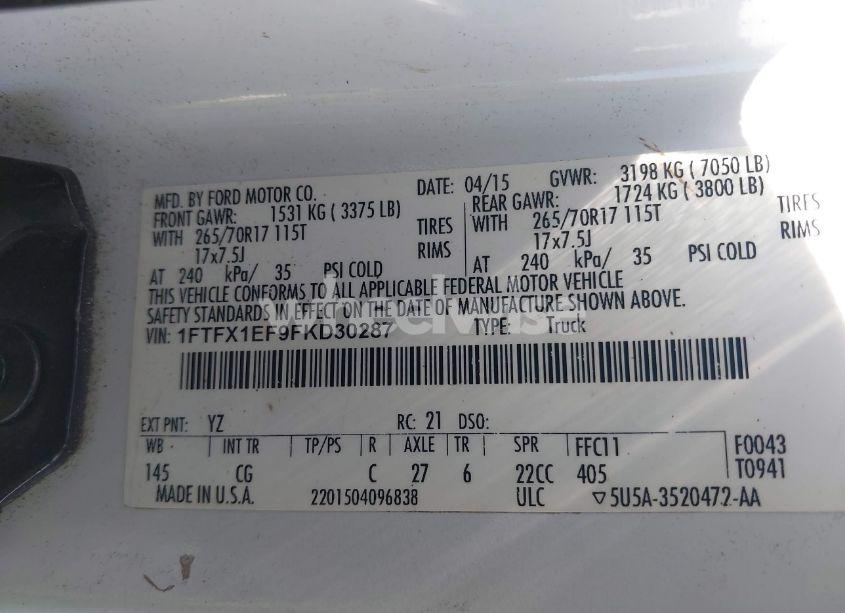 MFD. BY FORD MOTOR CO. DATE: 04/15 GVWR: 3198 KG ( 7050 LB)
FRONT GAWR: 1531 KG ( 3375 LB) REAR GAWR: 1724 KG ( 3800 LB)
WITH 265/70R17 115T TIRES WITH 265/70R17 115T TIRES
17x7.5J RIMS 17x7.5J RIMS
AT 240 kPa/ 35 PSI COLD AT 240 kPa/ 35 PSI COLD
THIS VEHICLE CONFORMS TO ALL APPLICABLE FEDERAL MOTOR VEHICLE
SAFETY STANDARDS IN EFFECT ON THE DATE OF MANUFACTURE SHOWN ABOVE.
VIN: 1FTFX1EF9FKD30287 TYPE: Truck
EXT PNT: YZ RC: 21 DSO:
WB INT TR TP/PS R AXLE TR SPR FFC11 F0043
145 CG C 27 6 22CC 405 T0941
MADE IN U.S.A. 2201504096838 ULC ▽5U5A-3520472-AA